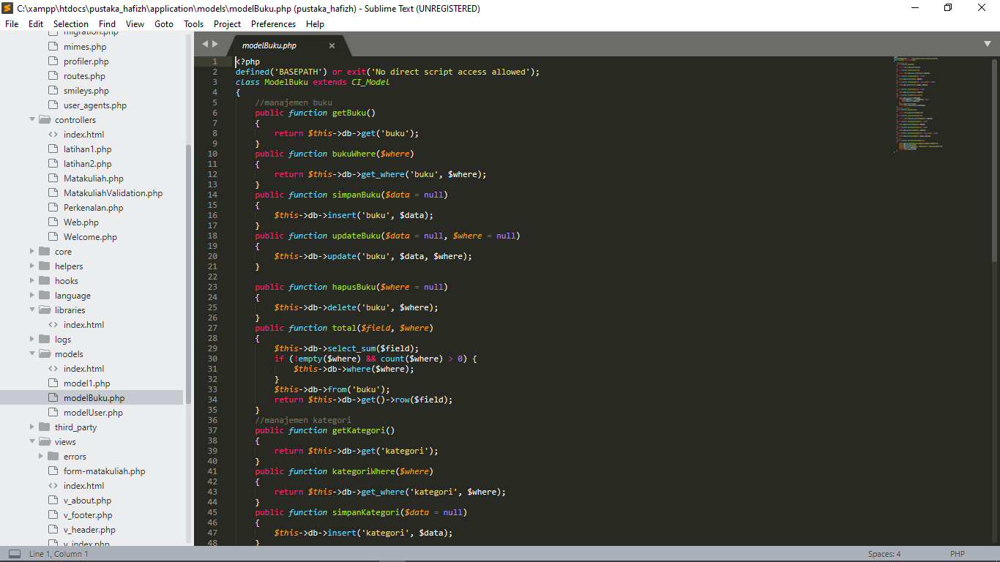 C:\xampp\htdocs\pustaka_hafizh\application\models\modelBuku.php (pustaka_hafizh) - Sublime Text (UNREGISTERED)
File Edit Selection Find View Goto Tools Project Preferences Help
migration.php
mimes.php
profiler.php
routes.php
smileys.php
user_agents.php
controllers
index.html
latihan1.php
latihan2.php
Matakuliah.php
MatakuliahValidation.php
Perkenalan.php
Web.php
Welcome.php
core
helpers
hooks
language
libraries
index.html
logs
models
index.html
model1.php
modelBuku.php
modelUser.php
third_party
views
errors
form-matakuliah.php
index.html
v_about.php
v_footer.php
v_header.php
v_index.php
modelBuku.php
1 <?php
2 defined('BASEPATH') or exit('No direct script access allowed');
3 class ModelBuku extends CI_Model
4 {
5 //manajemen buku
6 public function getBuku()
7 {
8 return $this->db->get('buku');
9 }
10 public function bukuWhere($where)
11 {
12 return $this->db->get_where('buku', $where);
13 }
14 public function simpanBuku($data = null)
15 {
16 $this->db->insert('buku', $data);
17 }
18 public function updateBuku($data = null, $where = null)
19 {
20 $this->db->update('buku', $data, $where);
21 }
22
23 public function hapusBuku($where = null)
24 {
25 $this->db->delete('buku', $where);
26 }
27 public function total($field, $where)
28 {
29 $this->db->select_sum($field);
30 if (!empty($where) && count($where) > 0) {
31 $this->db->where($where);
32 }
33 $this->db->from('buku');
34 return $this->db->get()->row($field);
35 }
36 //manajemen kategori
37 public function getKategori()
38 {
39 return $this->db->get('kategori');
40 }
41 public function kategoriWhere($where)
42 {
43 return $this->db->get_where('kategori', $where);
44 }
45 public function simpanKategori($data = null)
46 {
47 $this->db->insert('kategori', $data);
48 }
Line 1, Column 1
Spaces: 4
PHP